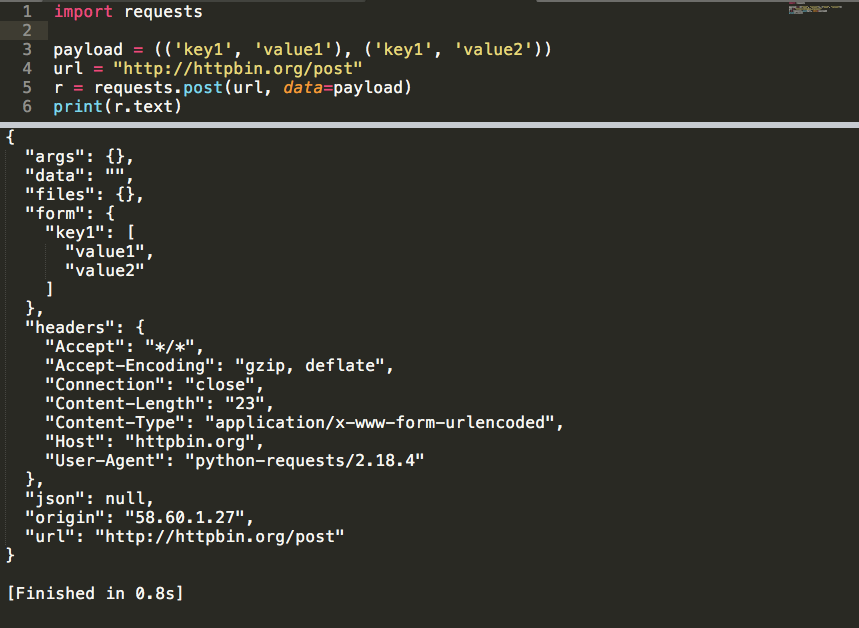 1 import requests
2
3 payload = (('key1', 'value1'), ('key1', 'value2'))
4 url = "http://httpbin.org/post"
5 r = requests.post(url, data=payload)
6 print(r.text)
{
  "args": {},
  "data": "",
  "files": {},
  "form": {
    "key1": [
      "value1",
      "value2"
    ]
  },
  "headers": {
    "Accept": "*/*",
    "Accept-Encoding": "gzip, deflate",
    "Connection": "close",
    "Content-Length": "23",
    "Content-Type": "application/x-www-form-urlencoded",
    "Host": "httpbin.org",
    "User-Agent": "python-requests/2.18.4"
  },
  "json": null,
  "origin": "58.60.1.27",
  "url": "http://httpbin.org/post"
}
[Finished in 0.8s]